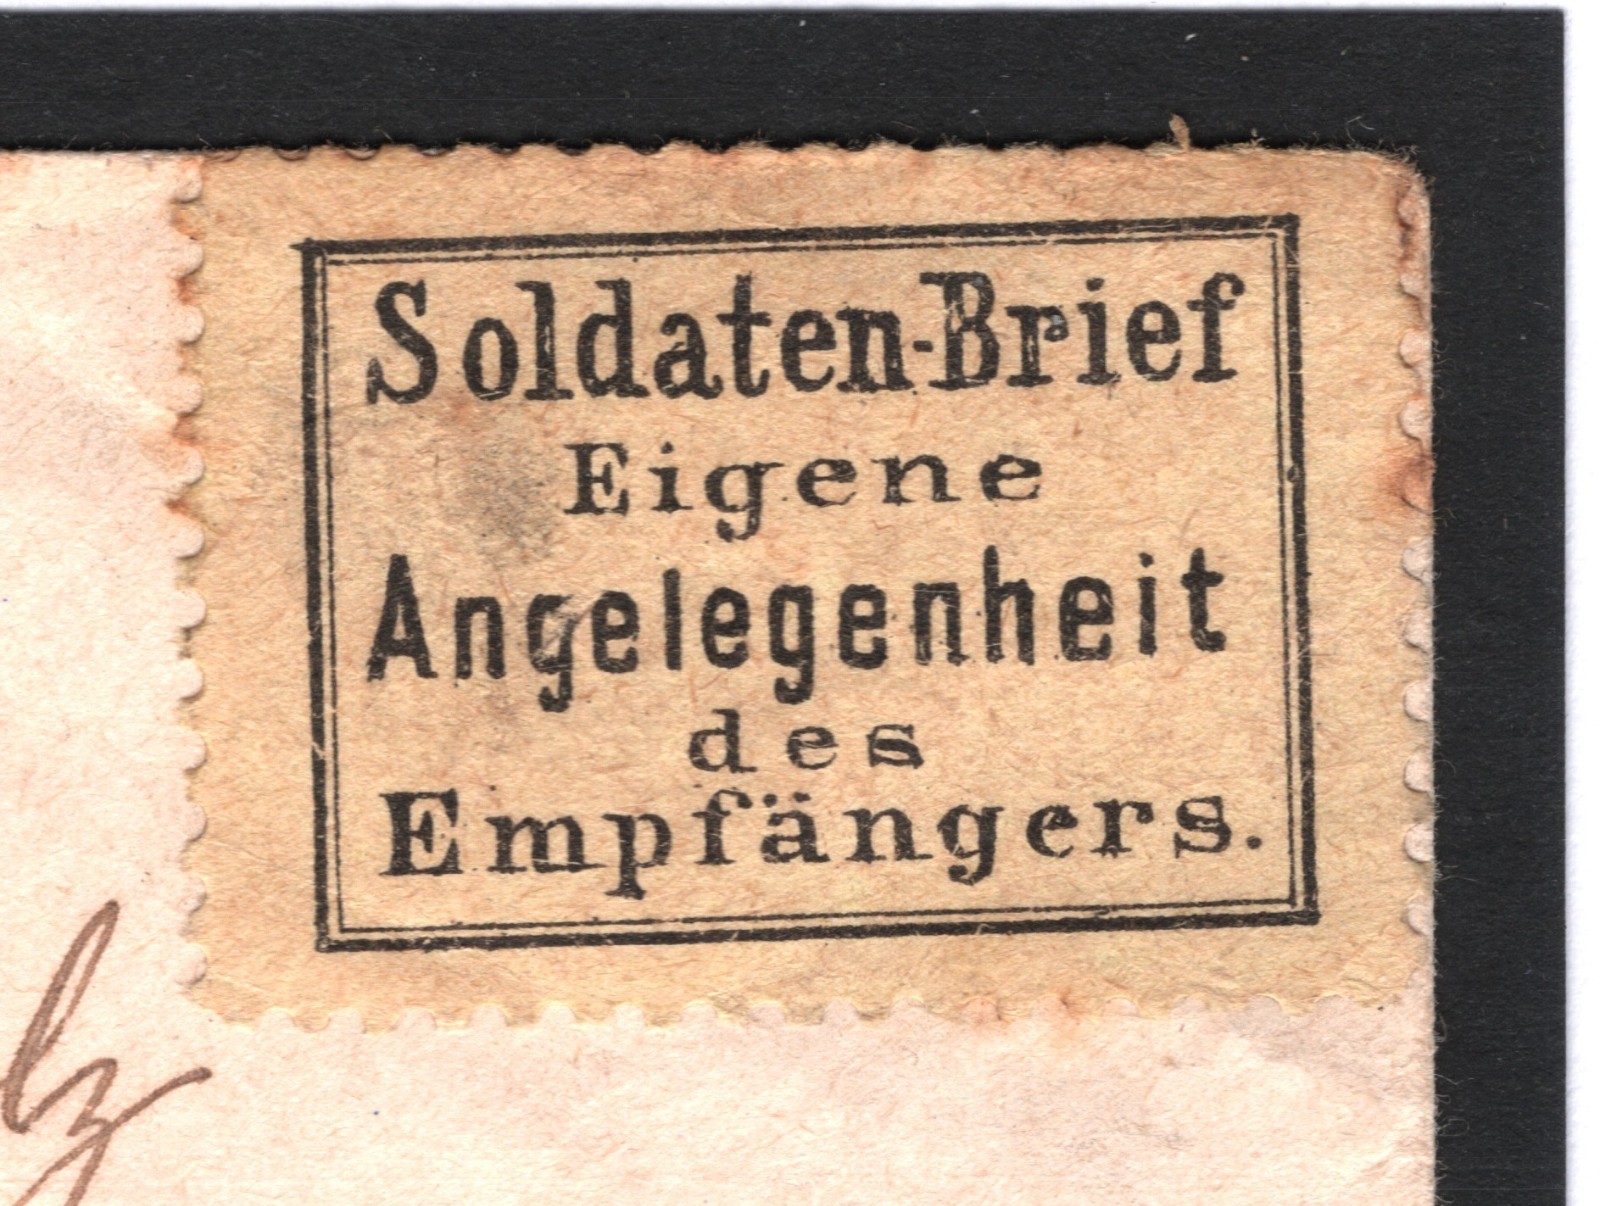 Soldaten-Brief
Eigene
Angelegenheit
des
Empfängers.